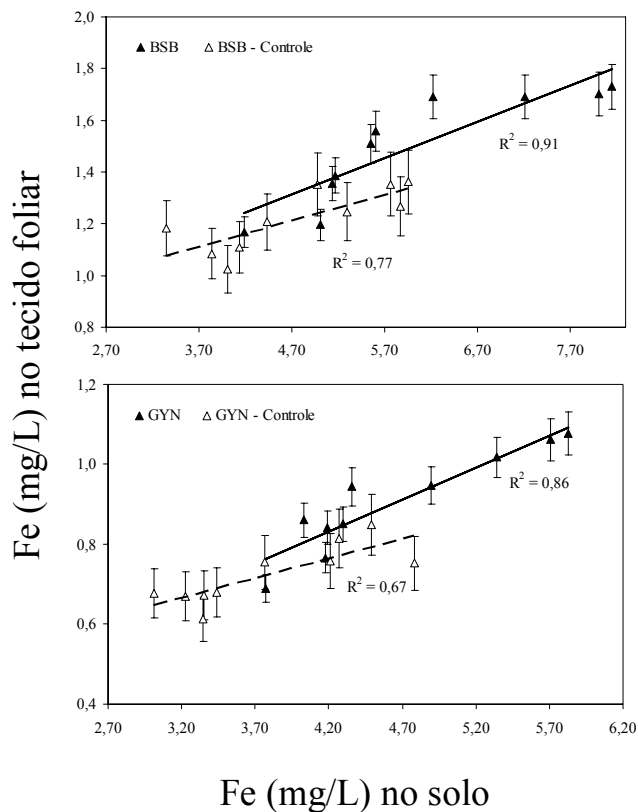 Fe (mg/L) no tecido foliar
2,0
1,8
1,6
1,4
1,2
1,0
0,8
BSB BSB - Controle
R² = 0,91
R² = 0,77
2,70 3,70 4,70 5,70 6,70 7,70
1,2
1,0
0,8
0,6
0,4
GYN GYN - Controle
R² = 0,86
R² = 0,67
2,70 3,20 3,70 4,20 4,70 5,20 5,70 6,20
Fe (mg/L) no solo